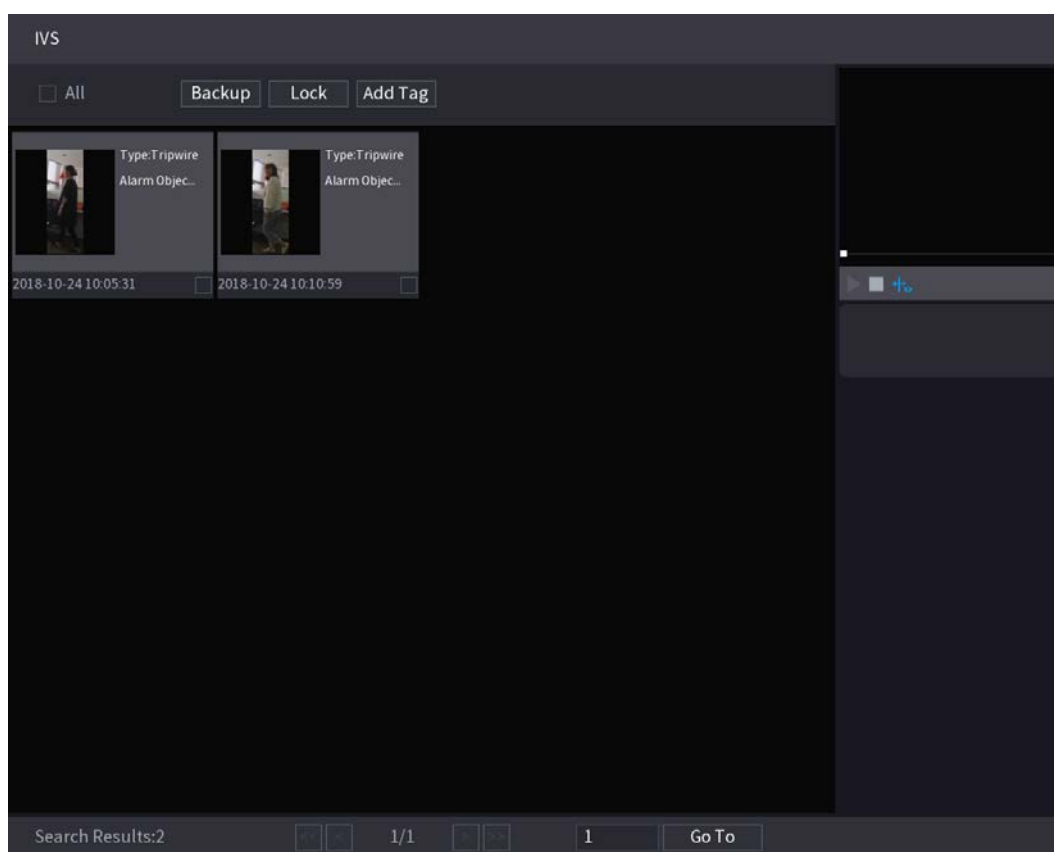 IVS
All
Backup
Lock
Add Tag
Type:Tripwire
Alarm Objec...
2018-10-24 10:05:31
Type:Tripwire
Alarm Objec...
2018-10-24 10:10:59
Search Results:2
<<
<
1/1
>
>>
1
Go To